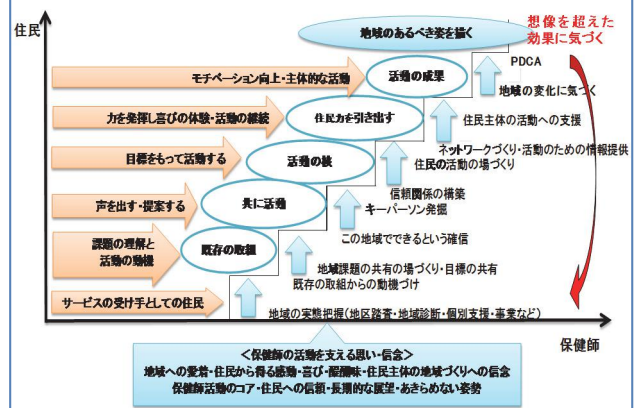 住民
想像を超えた
効果に気づく
地域のあるべき姿を描く
PDCA
モチベーション向上・主体的な活動
活動の成果
地域の変化に気づく
力を発揮し喜びの体験・活動の継続
住民力を引き出す
住民主体の活動への支援
ネットワークづくり・活動のための情報提供
目標をもって活動する
活動の核
住民の活動の場づくり
信頼関係の構築
キーパーソン発掘
声を出す・提案する
共に活動
この地域でできるという確信
課題の理解と
活動の動機
既存の取組
地域課題の共有の場づくり・目標の共有
既存の取組からの動機づけ
サービスの受け手としての住民
地域の実態把握(地区踏査・地域診断・個別支援・事業など)
保健師
<保健師の活動を支える思い・信念>
地域への愛着・住民から得る感動・喜び・醍醐味・住民主体の地域づくりへの信念
保健師活動のコア・住民への信頼・長期的な展望・あきらめない姿勢